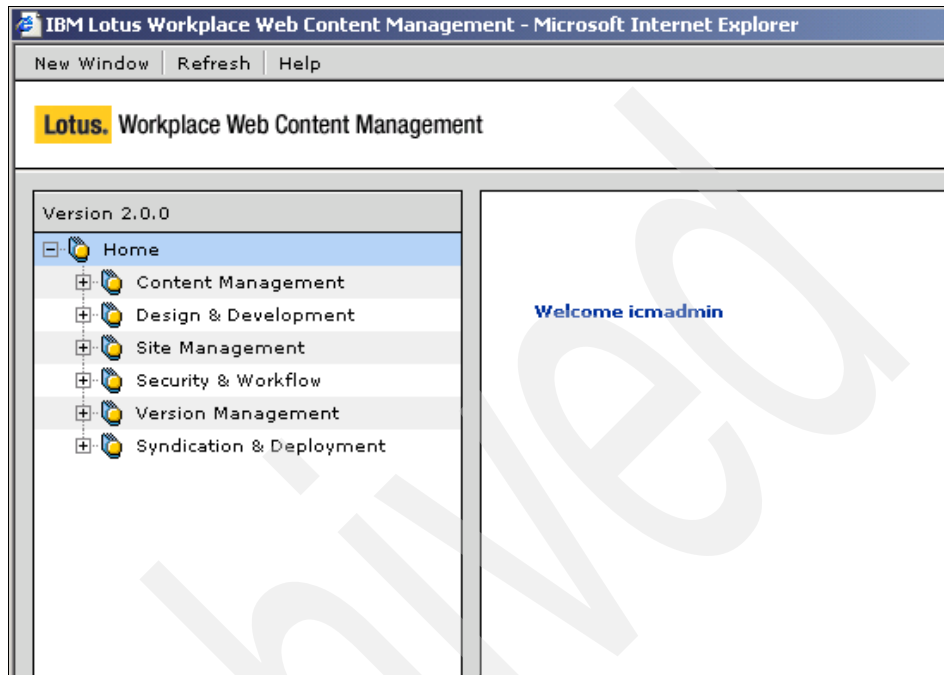 IBM Lotus Workplace Web Content Management - Microsoft Internet Explorer
New Window Refresh Help
Lotus. Workplace Web Content Management
Version 2.0.0
Home
Content Management
Design & Development
Site Management
Security & Workflow
Version Management
Syndication & Deployment
Welcome icmadmin
hived